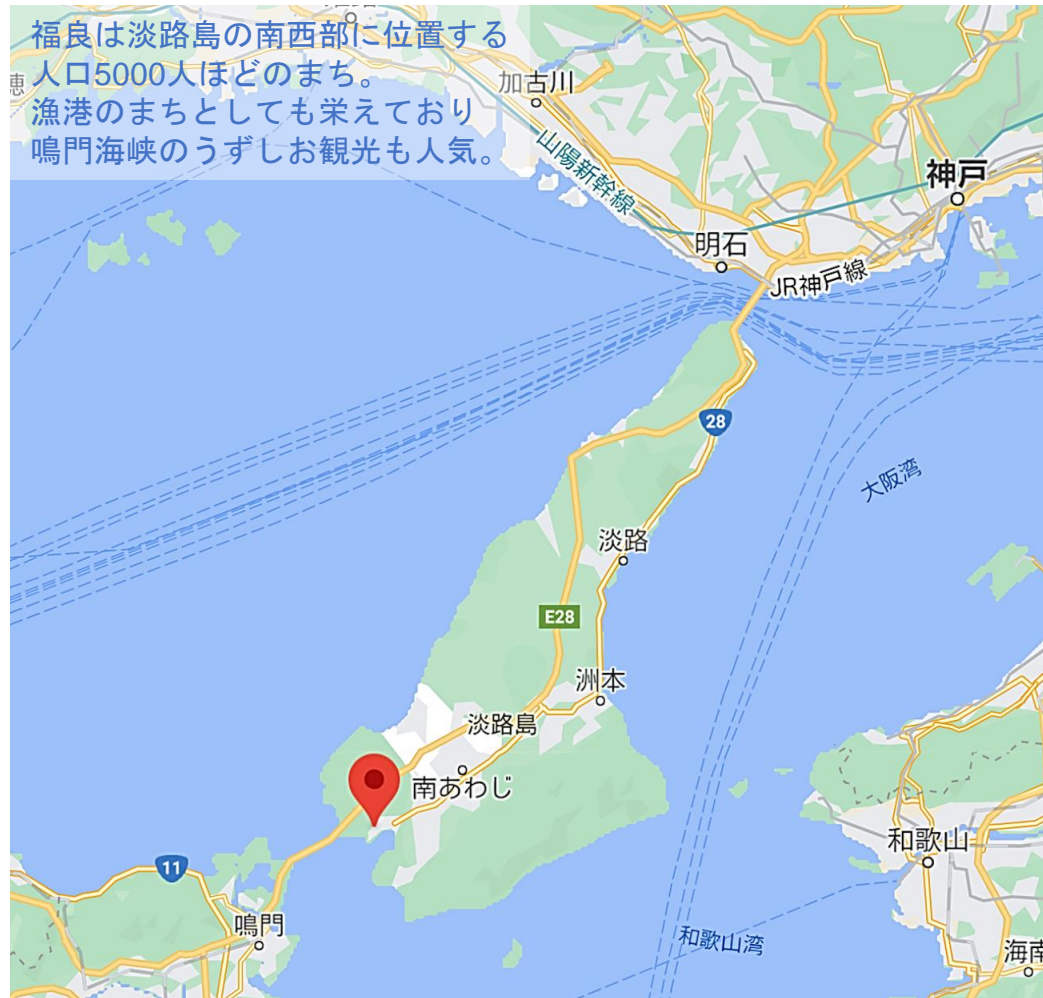 福良は淡路島の南西部に位置する
人口5000人ほどのまち。
漁港のまちとしても栄えており
鳴門海峡のうずしお観光も人気。
加古川
山陽新幹線
神戸
明石
JR神戸線
28
大阪湾
淡路
E28
洲本
淡路島
南あわじ
和歌山
11
鳴門
和歌山湾
海南